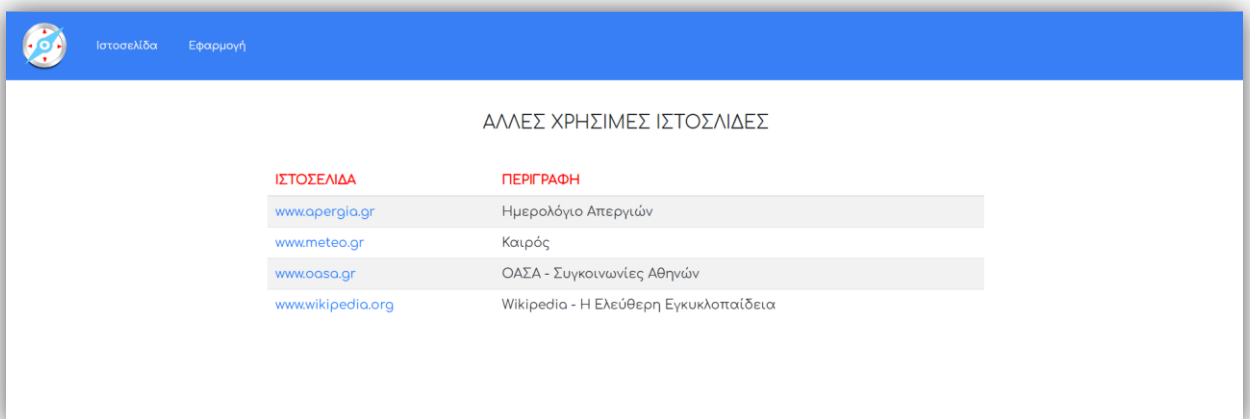 Ιστοσελίδα Εφαρμογή
ΑΛΛΕΣ ΧΡΗΣΙΜΕΣ ΙΣΤΟΣΛΙΔΕΣ
ΙΣΤΟΣΕΛΙΔΑ ΠΕΡΙΓΡΑΦΗ
www.apergia.gr Ημερολόγιο Απεργιών
www.meteo.gr Καιρός
www.oasa.gr ΟΑΣΑ - Συγκοινωνίες Αθηνών
www.wikipedia.org Wikipedia - Η Ελεύθερη Εγκυκλοπαίδεια